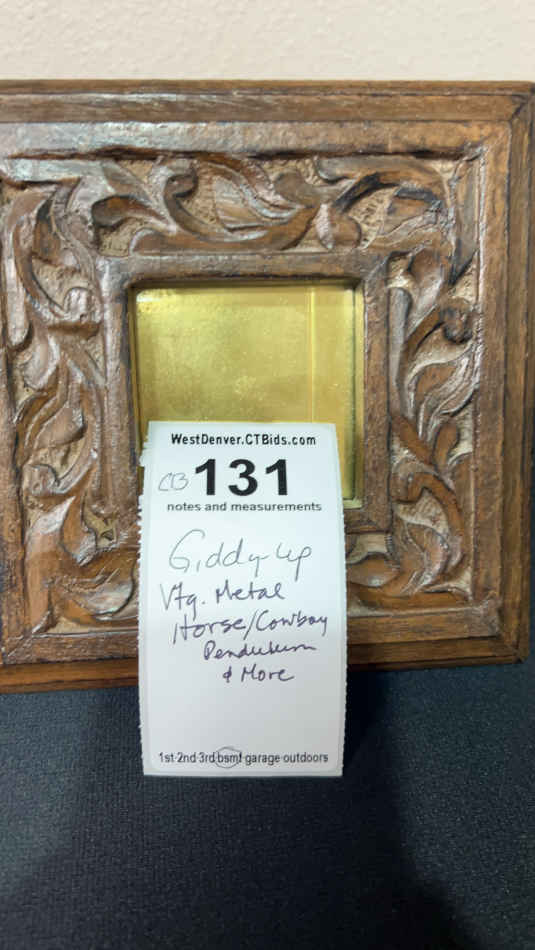 WestDenver.CTBids.com
CB 131
notes and measurements
Giddy-up
Vtg. Metal
Horse/Cowboy
Pendulum
& More
1st·2nd·3rd·bsmt·garage·outdoors